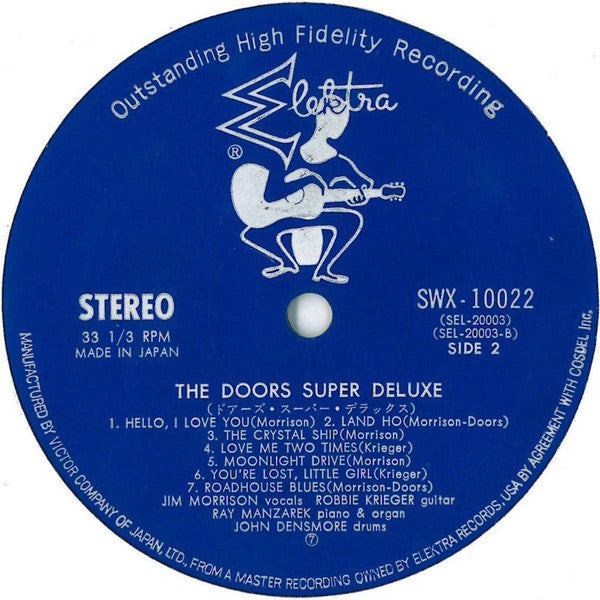 Outstanding High Fidelity Recording
Elektra
®
STEREO
33 1/3 RPM
MADE IN JAPAN
SWX-10022
(SEL-20003)
(SEL-20003-B)
SIDE 2
THE DOORS SUPER DELUXE
(ドアーズ・スーパー・デラックス)
1. HELLO, I LOVE YOU(Morrison) 2. LAND HO(Morrison-Doors)
3. THE CRYSTAL SHIP(Morrison)
4. LOVE ME TWO TIMES(Krieger)
5. MOONLIGHT DRIVE(Morrison)
6. YOU'RE LOST, LITTLE GIRL(Krieger)
7. ROADHOUSE BLUES(Morrison-Doors)
JIM MORRISON vocals ROBBIE KRIEGER guitar
RAY MANZAREK piano & organ
JOHN DENSMORE drums
⑦
MANUFACTURED BY VICTOR COMPANY OF JAPAN, LTD., FROM A MASTER RECORDING OWNED BY ELEKTRA RECORDS, USA BY AGREEMENT WITH COSDEL Inc.